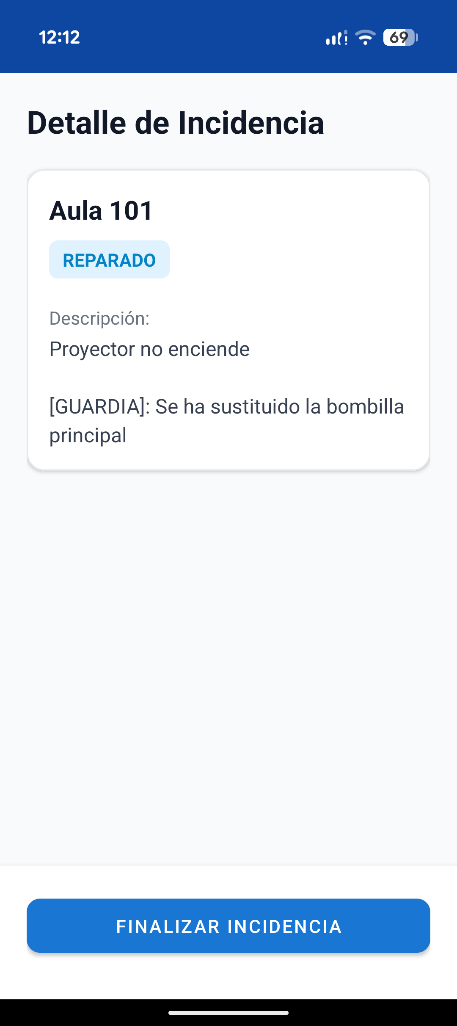 12:12
69
Detalle de Incidencia
Aula 101
REPARADO
Descripción:
Proyector no enciende
[GUARDIA]: Se ha sustituido la bombilla
principal
FINALIZAR INCIDENCIA